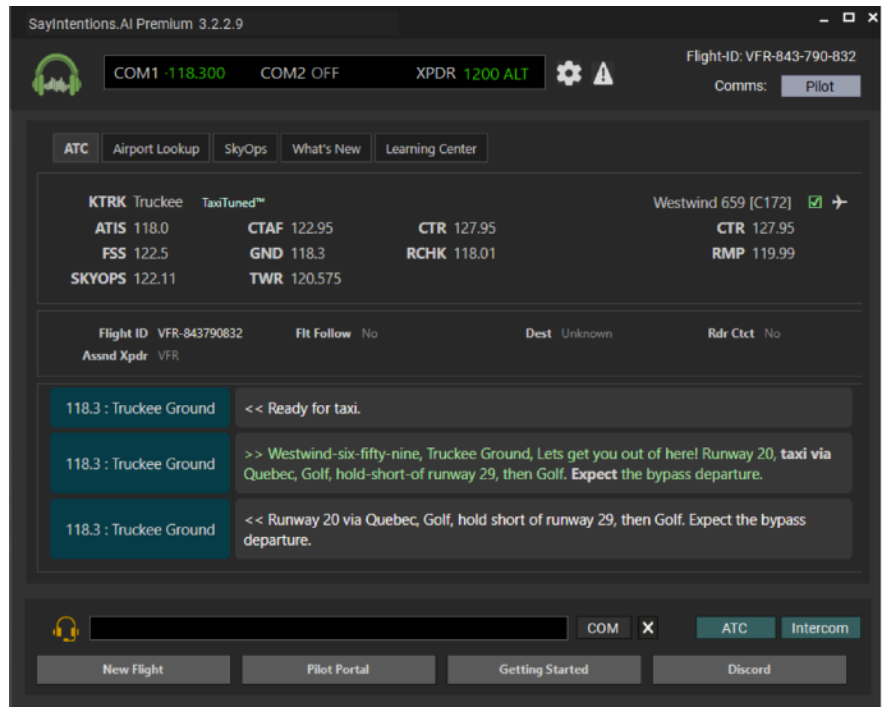 SayIntentions.AI Premium 3.2.2.9
COM1 ·118.300 COM2 OFF XPDR 1200 ALT
Flight-ID: VFR-843-790-832
Comms: Pilot
ATC Airport Lookup SkyOps What's New Learning Center
KTRK Truckee TaxiTuned™ Westwind 659 [C172]
ATIS 118.0 CTAF 122.95 CTR 127.95 CTR 127.95
FSS 122.5 GND 118.3 RCHK 118.01 RMP 119.99
SKYOPS 122.11 TWR 120.575
Flight ID VFR-843790832 Flt Follow No Dest Unknown Rdr Ctct No
Assnd Xpdr VFR
118.3 : Truckee Ground << Ready for taxi.
118.3 : Truckee Ground >> Westwind-six-fifty-nine, Truckee Ground, Lets get you out of here! Runway 20, taxi via
Quebec, Golf, hold-short-of runway 29, then Golf. Expect the bypass departure.
118.3 : Truckee Ground << Runway 20 via Quebec, Golf, hold short of runway 29, then Golf. Expect the bypass
departure.
COM X ATC Intercom
New Flight Pilot Portal Getting Started Discord